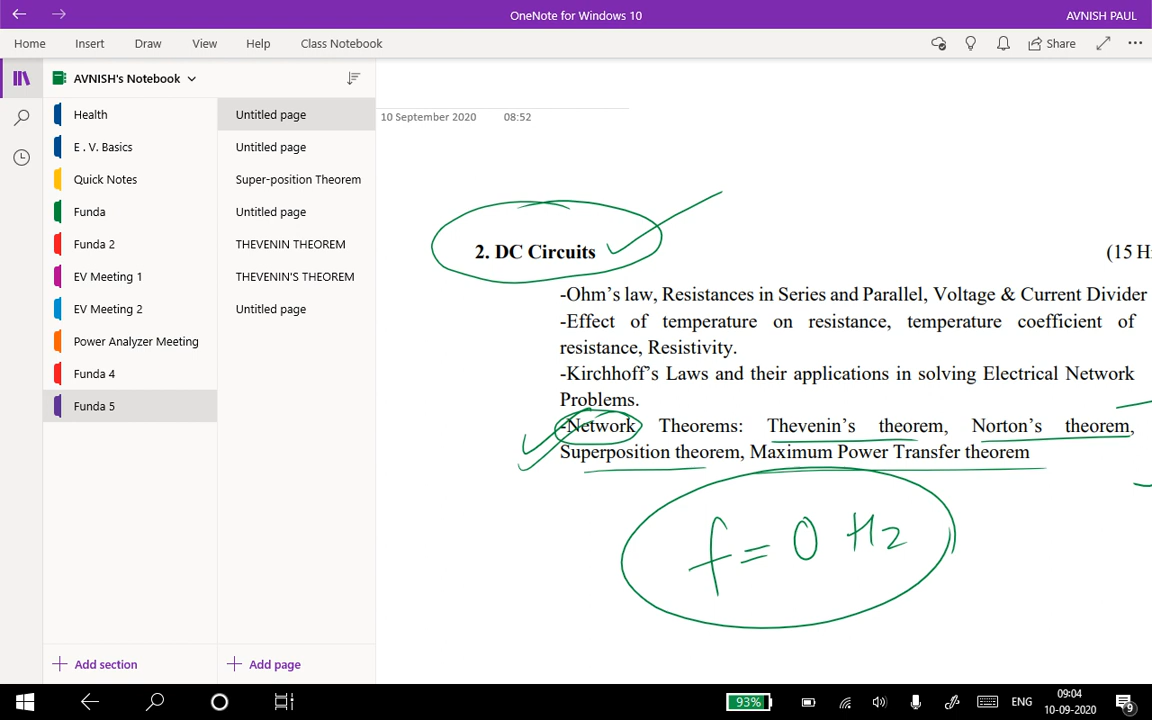 OneNote for Windows 10
AVNISH PAUL
Home Insert Draw View Help Class Notebook
Share
AVNISH's Notebook
Health
E . V. Basics
Quick Notes
Funda
Funda 2
EV Meeting 1
EV Meeting 2
Power Analyzer Meeting
Funda 4
Funda 5
Add section
Untitled page
Untitled page
Super-position Theorem
Untitled page
THEVENIN THEOREM
THEVENIN'S THEOREM
Untitled page
Add page
10 September 2020 08:52
2. DC Circuits (15 H
-Ohm's law, Resistances in Series and Parallel, Voltage & Current Divider
-Effect of temperature on resistance, temperature coefficient of
resistance, Resistivity.
-Kirchhoff's Laws and their applications in solving Electrical Network
Problems.
-Network Theorems: Thevenin's theorem, Norton's theorem,
Superposition theorem, Maximum Power Transfer theorem
f = 0 Hz
93%
ENG
09:04
10-09-2020
9